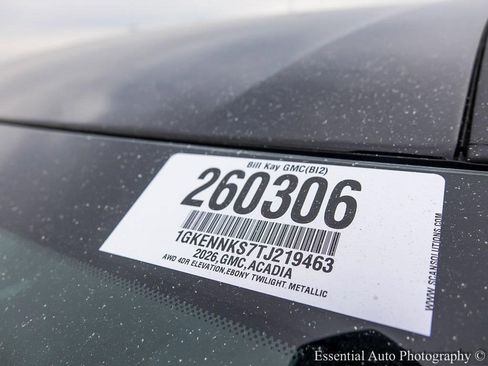 Bill Kay GMC(BI2)
260306
1GKENNKS7TJ219463
2026,GMC,ACADIA
AWD 4DR ELEVATION,EBONY TWILIGHT METALLIC
WWW.SCANSOLUTIONS.COM
Essential Auto Photography ©